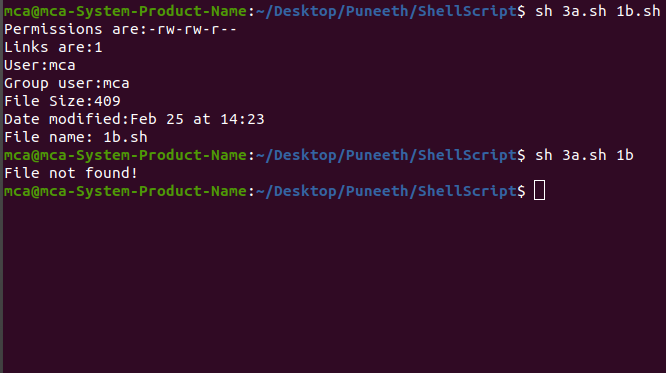 mca@mca-System-Product-Name:~/Desktop/Puneeth/ShellScript$ sh 3a.sh 1b.sh
Permissions are:-rw-rw-r--
Links are:1
User:mca
Group user:mca
File Size:409
Date modified:Feb 25 at 14:23
File name: 1b.sh
mca@mca-System-Product-Name:~/Desktop/Puneeth/ShellScript$ sh 3a.sh 1b
File not found!
mca@mca-System-Product-Name:~/Desktop/Puneeth/ShellScript$